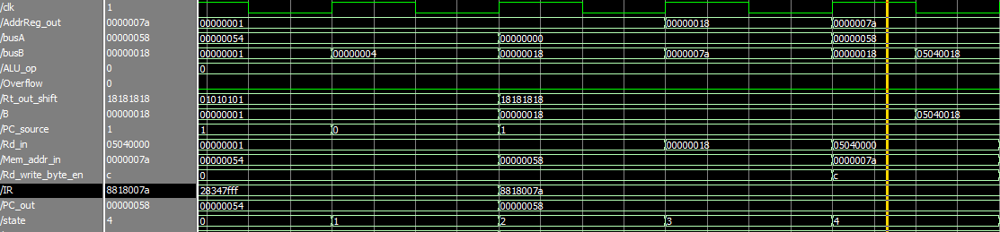 /clk 1
/AddrReg_out 0000007a 00000001 00000018 0000007a
/busA 00000058 00000054 00000000 00000058
/busB 00000018 00000001 00000004 00000018 0000007a 00000018 05040018
/ALU_op 0 0
/Overflow 0
/Rt_out_shift 18181818 01010101 18181818
/B 00000018 00000001 00000018 05040018
/PC_source 1 1 0 1
/Rd_in 05040000 00000001 00000018 05040000
/Mem_addr_in 0000007a 00000054 00000058 0000007a
/Rd_write_byte_en c 0 c
/IR 8818007a 28347fff 8818007a
/PC_out 00000058 00000054 00000058
/state 4 0 1 2 3 4